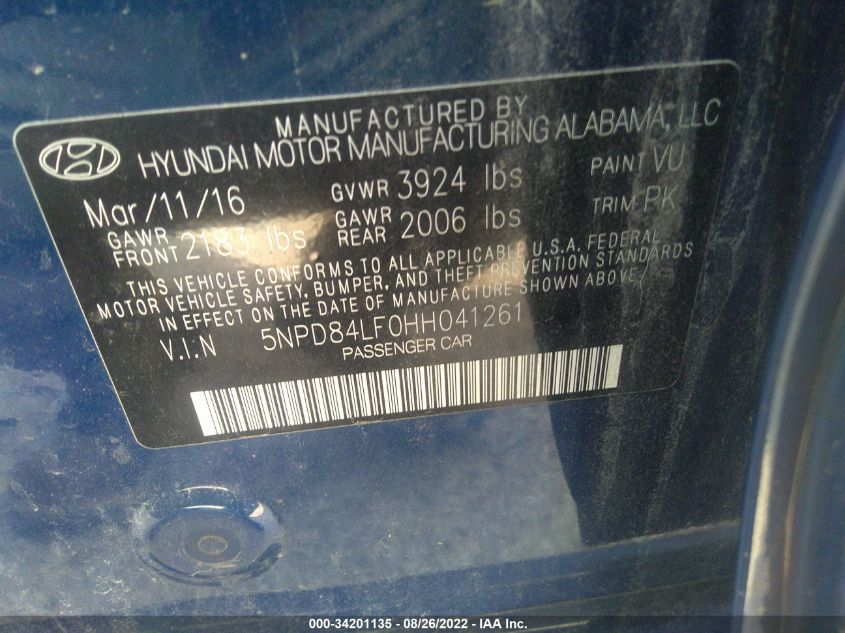 MANUFACTURED BY
HYUNDAI MOTOR MANUFACTURING ALABAMA, LLC
Mar/11/16 GVWR 3924 lbs PAINT VU
GAWR FRONT 2183 lbs GAWR REAR 2006 lbs TRIM PK
THIS VEHICLE CONFORMS TO ALL APPLICABLE U.S.A. FEDERAL
MOTOR VEHICLE SAFETY, BUMPER, AND THEFT PREVENTION STANDARDS
IN EFFECT ON THE DATE OF MANUFACTURE SHOWN ABOVE
V.I.N 5NPD84LF0HH041261
PASSENGER CAR
000-34201135 - 08/26/2022 - IAA Inc.